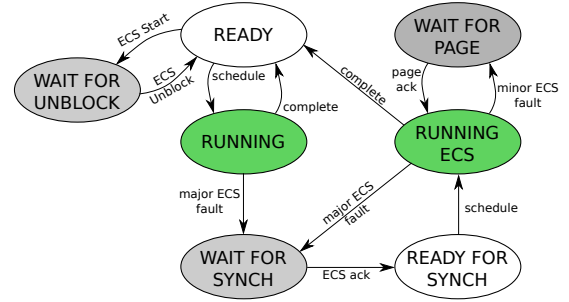 ECS Start
READY
WAIT FOR
PAGE
WAIT FOR
UNBLOCK
ECS
Unblock
schedule
complete
complete
page
ack
minor ECS
fault
RUNNING
RUNNING
ECS
major ECS
fault
major ECS
fault
schedule
WAIT FOR
SYNCH
ECS ack
READY FOR
SYNCH